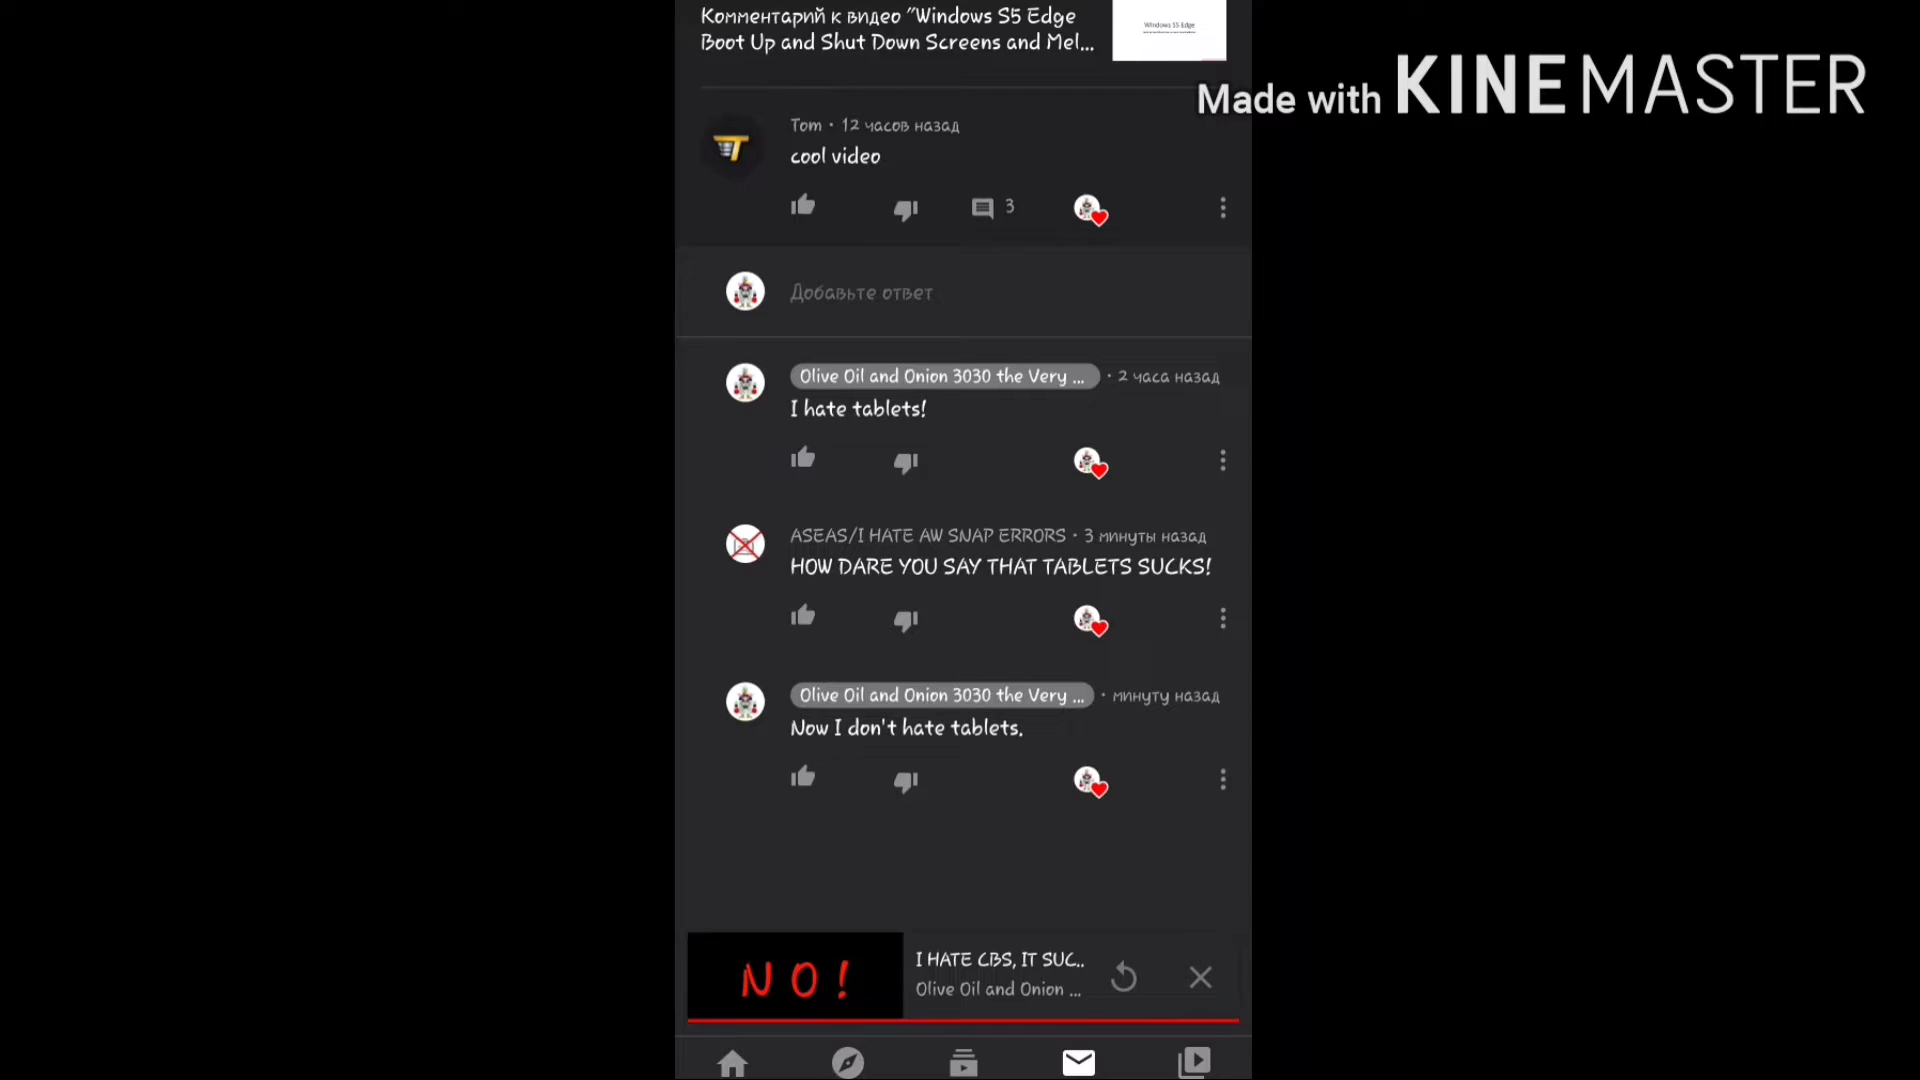 Комментарий к видео "Windows S5 Edge
Boot Up and Shut Down Screens and Mel...
Windows S5 Edge
Made with KINEMASTER
Tom • 12 часов назад
cool video
3
Добавьте ответ
Olive Oil and Onion 3030 the Very ... • 2 часа назад
I hate tablets!
ASEAS/I HATE AW SNAP ERRORS • 3 минуты назад
HOW DARE YOU SAY THAT TABLETS SUCKS!
Olive Oil and Onion 3030 the Very ... • минуту назад
Now I don't hate tablets.
NO!
I HATE CBS, IT SUC..
Olive Oil and Onion ...